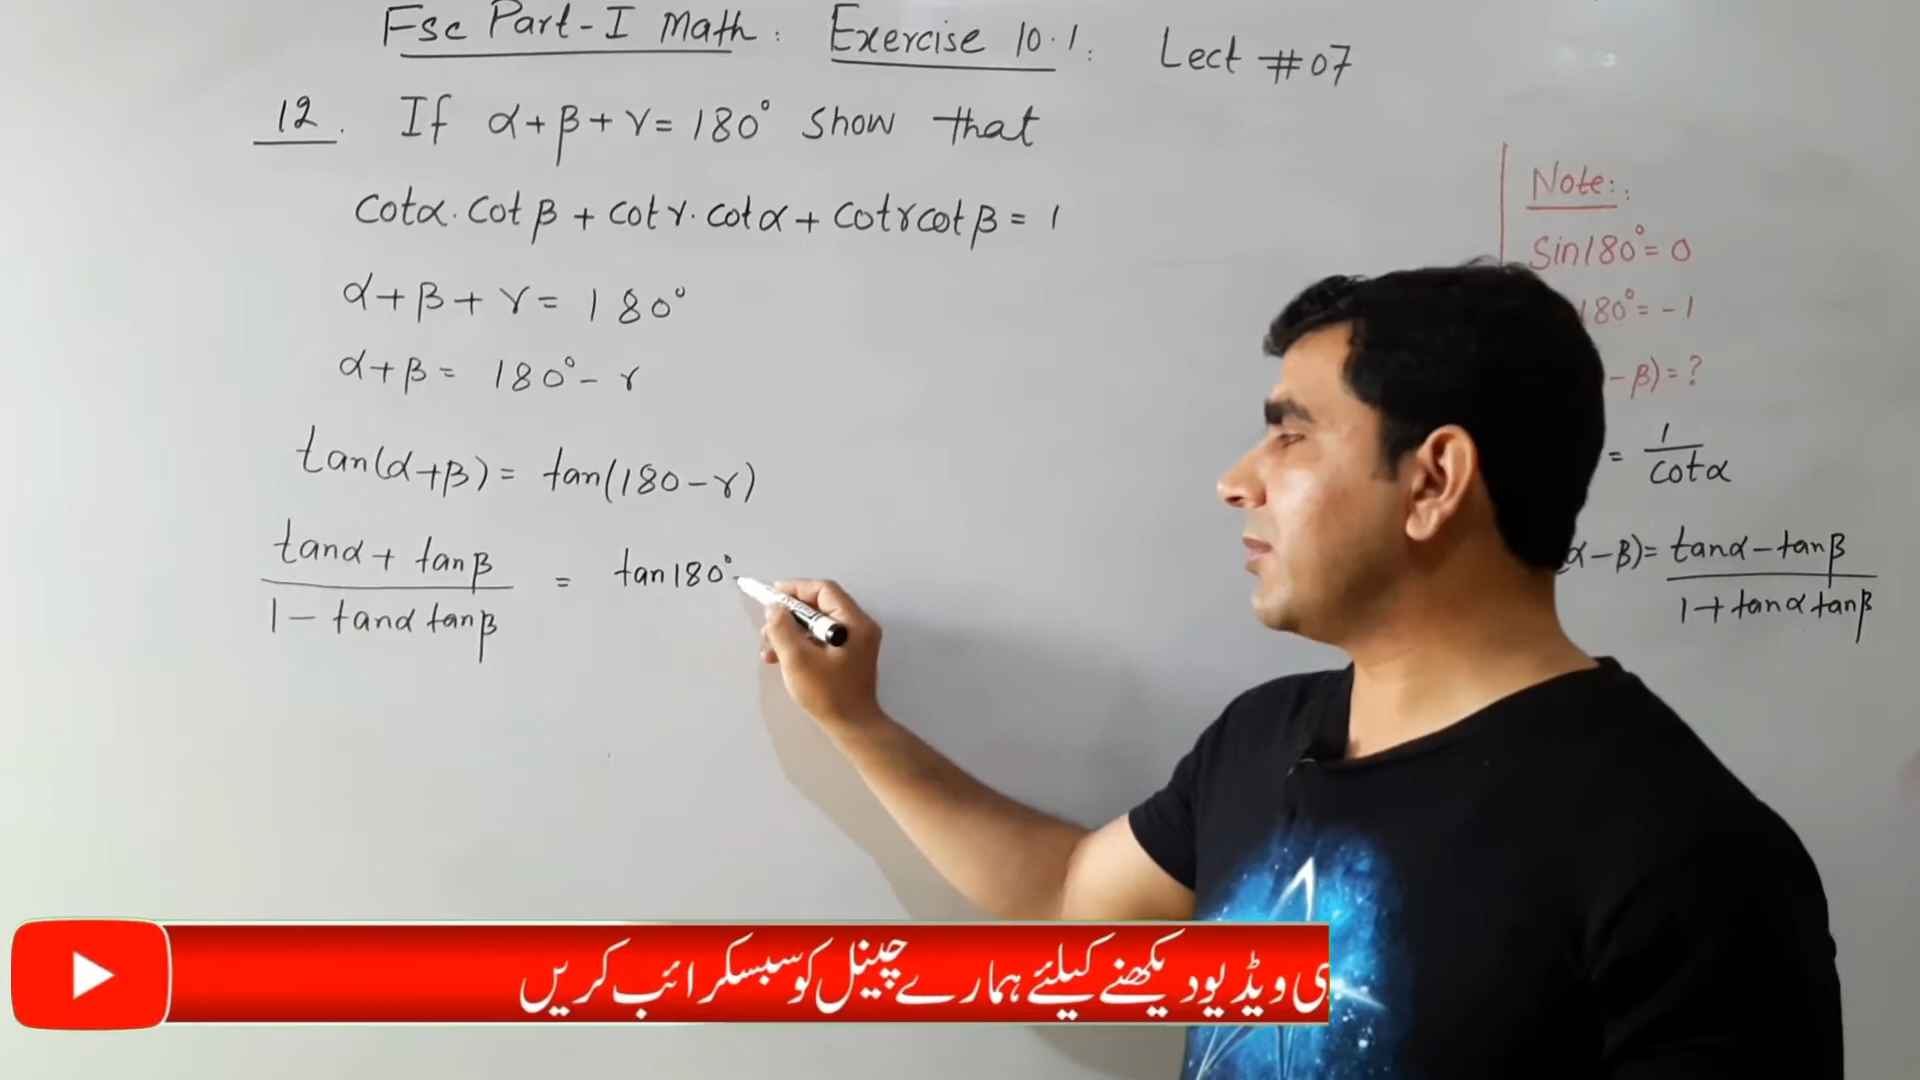 Fsc Part-I Math: Exercise 10.1: Lect #07
12. If α+β+γ=180° show that
cotα.cotβ+cotγ.cotα+cotγcotβ=1
α+β+γ=180°
α+β=180°-γ
tan(α+β)=tan(180-γ)
tanα+tanβ
= tan180°
1-tanα tanβ
Note::
Sin180°=0
180°=-1
-β)=?
= 1/cotα
α-β)= tanα-tanβ
1+tanα tanβ
ی ویڈیو دیکھنے کیلئے ہمارے چینل کو سبسکرائب کریں